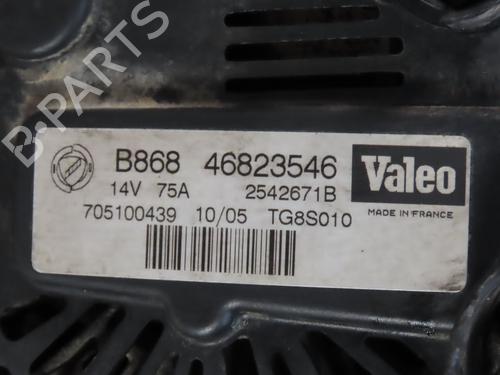 B868 46823546 Valeo
14V 75A 2542671B
705100439 10/05 TG8S010
MADE IN FRANCE
B-PARTS